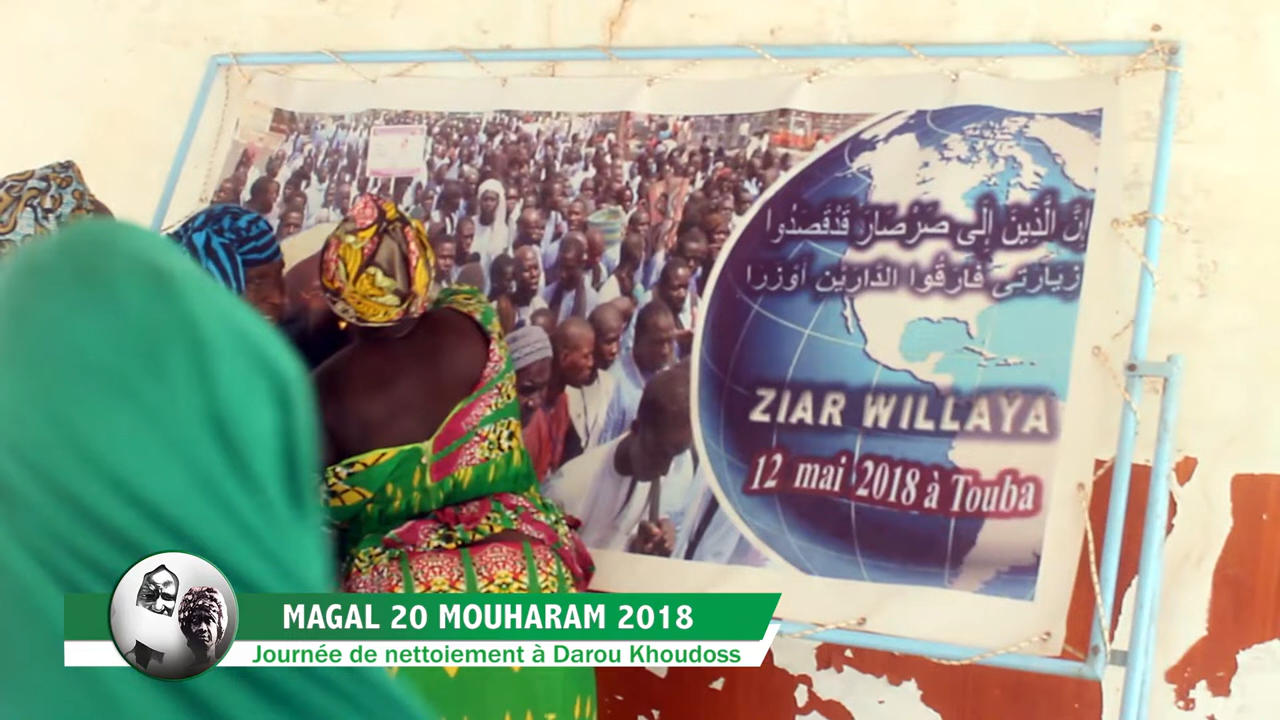 إِنَّ الَّذِينَ إِلَى صَرْصَارَ قَدْقَصَدُوا
زِيَارَتِي فَارَقُوا الدَّارَيْنِ أَوْزَرَا
ZIAR WILLAYA
12 mai 2018 à Touba
MAGAL 20 MOUHARAM 2018
Journée de nettoiement à Darou Khoudoss